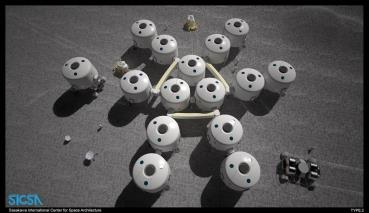 SICSA
Sasakawa International Center for Space Architecture
TYPE 2